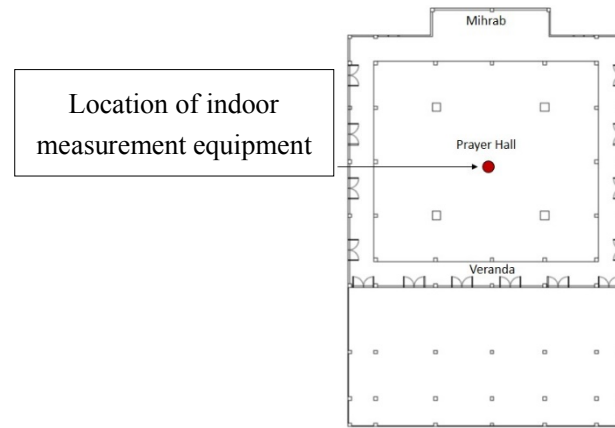 Mihrab
Location of indoor
measurement equipment
Prayer Hall
Veranda